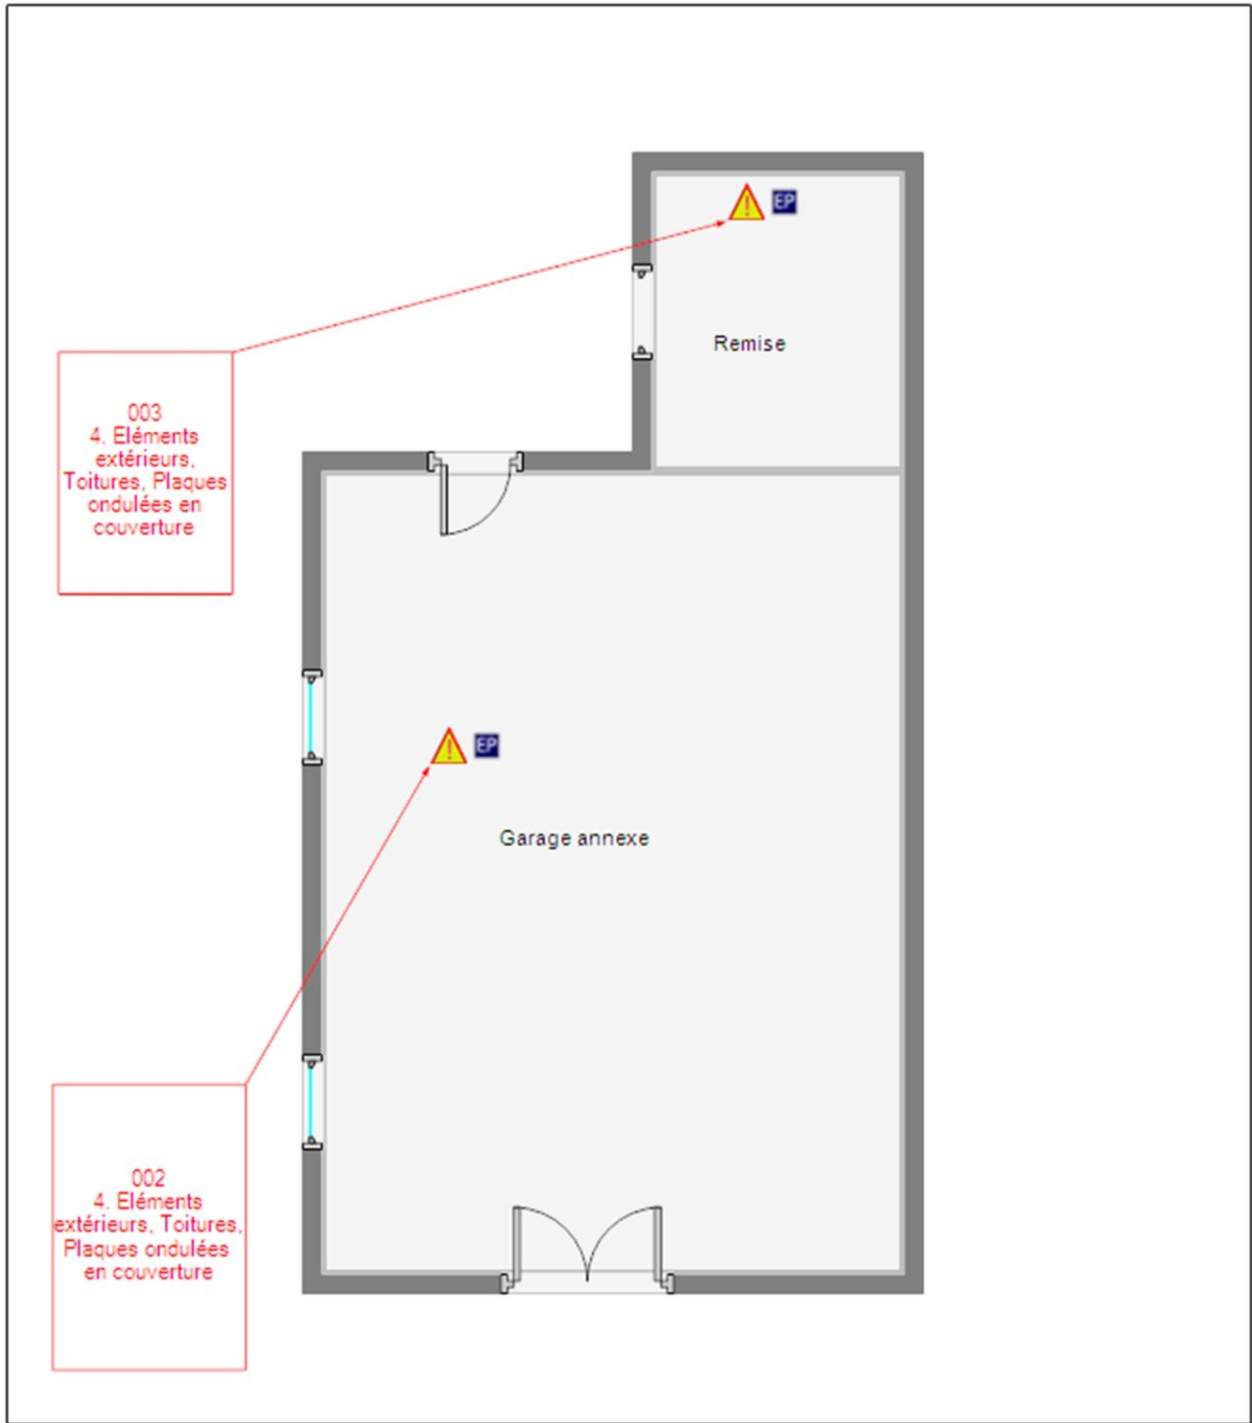 EP
Remise
003
4. Eléments
extérieurs,
Toitures, Plaques
ondulées en
couverture
EP
Garage annexe
002
4. Eléments
extérieurs, Toitures,
Plaques ondulées
en couverture